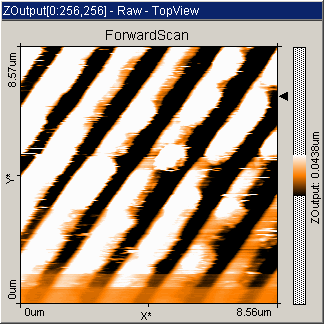 ZOutput[0:256,256] - Raw - TopView
ForwardScan
8.57um
Y*
0um
0um
X*
8.56um
ZOutput: 0.0438um